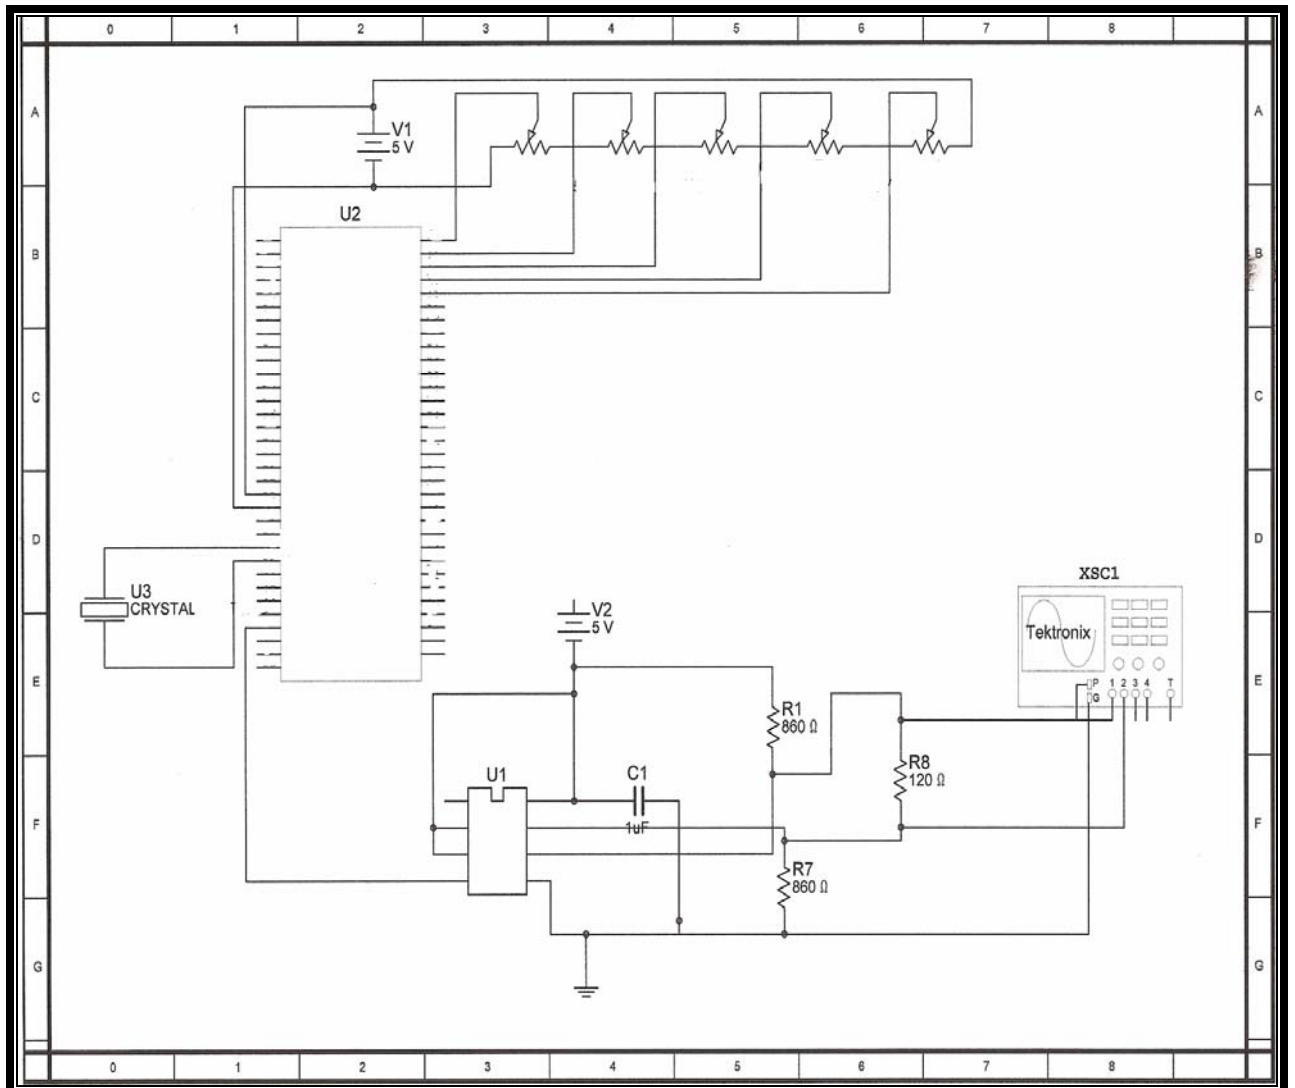 0 1 2 3 4 5 6 7 8
A A
V1
5 V
U2
B B
C C
D D
U3
CRYSTAL
V2
5 V
XSC1
Tektronix
P 1 2 3 4 T
G
E E
R1
860 Ω
R8
120 Ω
U1
C1
1uF
F F
R7
860 Ω
G G
0 1 2 3 4 5 6 7 8